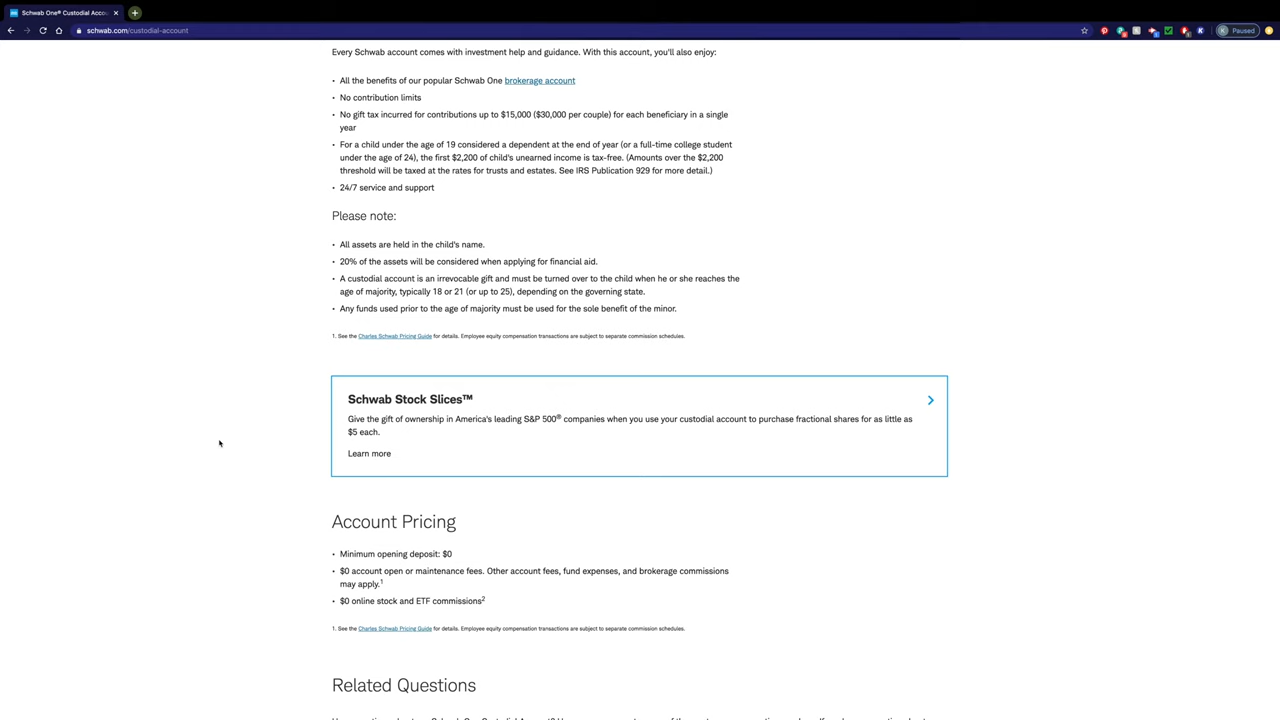 Schwab One® Custodial Accou
schwab.com/custodial-account
Paused
Every Schwab account comes with investment help and guidance. With this account, you'll also enjoy:
• All the benefits of our popular Schwab One brokerage account
• No contribution limits
• No gift tax incurred for contributions up to $15,000 ($30,000 per couple) for each beneficiary in a single
year
• For a child under the age of 19 considered a dependent at the end of year (or a full-time college student
under the age of 24), the first $2,200 of child's unearned income is tax-free. (Amounts over the $2,200
threshold will be taxed at the rates for trusts and estates. See IRS Publication 929 for more detail.)
• 24/7 service and support
Please note:
• All assets are held in the child's name.
• 20% of the assets will be considered when applying for financial aid.
• A custodial account is an irrevocable gift and must be turned over to the child when he or she reaches the
age of majority, typically 18 or 21 (or up to 25), depending on the governing state.
• Any funds used prior to the age of majority must be used for the sole benefit of the minor.
1. See the Charles Schwab Pricing Guide for details. Employee equity compensation transactions are subject to separate commission schedules.
Schwab Stock Slices™
Give the gift of ownership in America's leading S&P 500® companies when you use your custodial account to purchase fractional shares for as little as
$5 each.
Learn more
Account Pricing
• Minimum opening deposit: $0
• $0 account open or maintenance fees. Other account fees, fund expenses, and brokerage commissions
may apply.1
• $0 online stock and ETF commissions2
1. See the Charles Schwab Pricing Guide for details. Employee equity compensation transactions are subject to separate commission schedules.
Related Questions